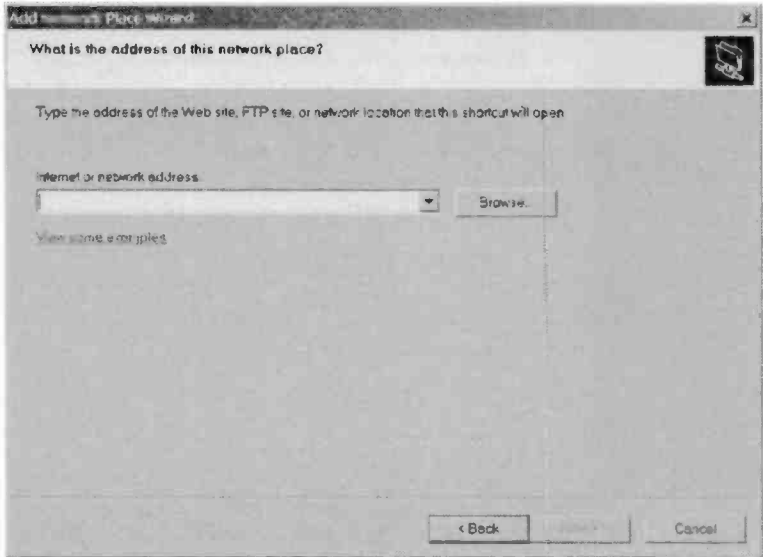 Add Network Place Wizard
What is the address of this network place?
Type the address of the Web site, FTP site, or network location that this shortcut will open
Internet or network address:
Browse...
View some examples
< Back
Cancel